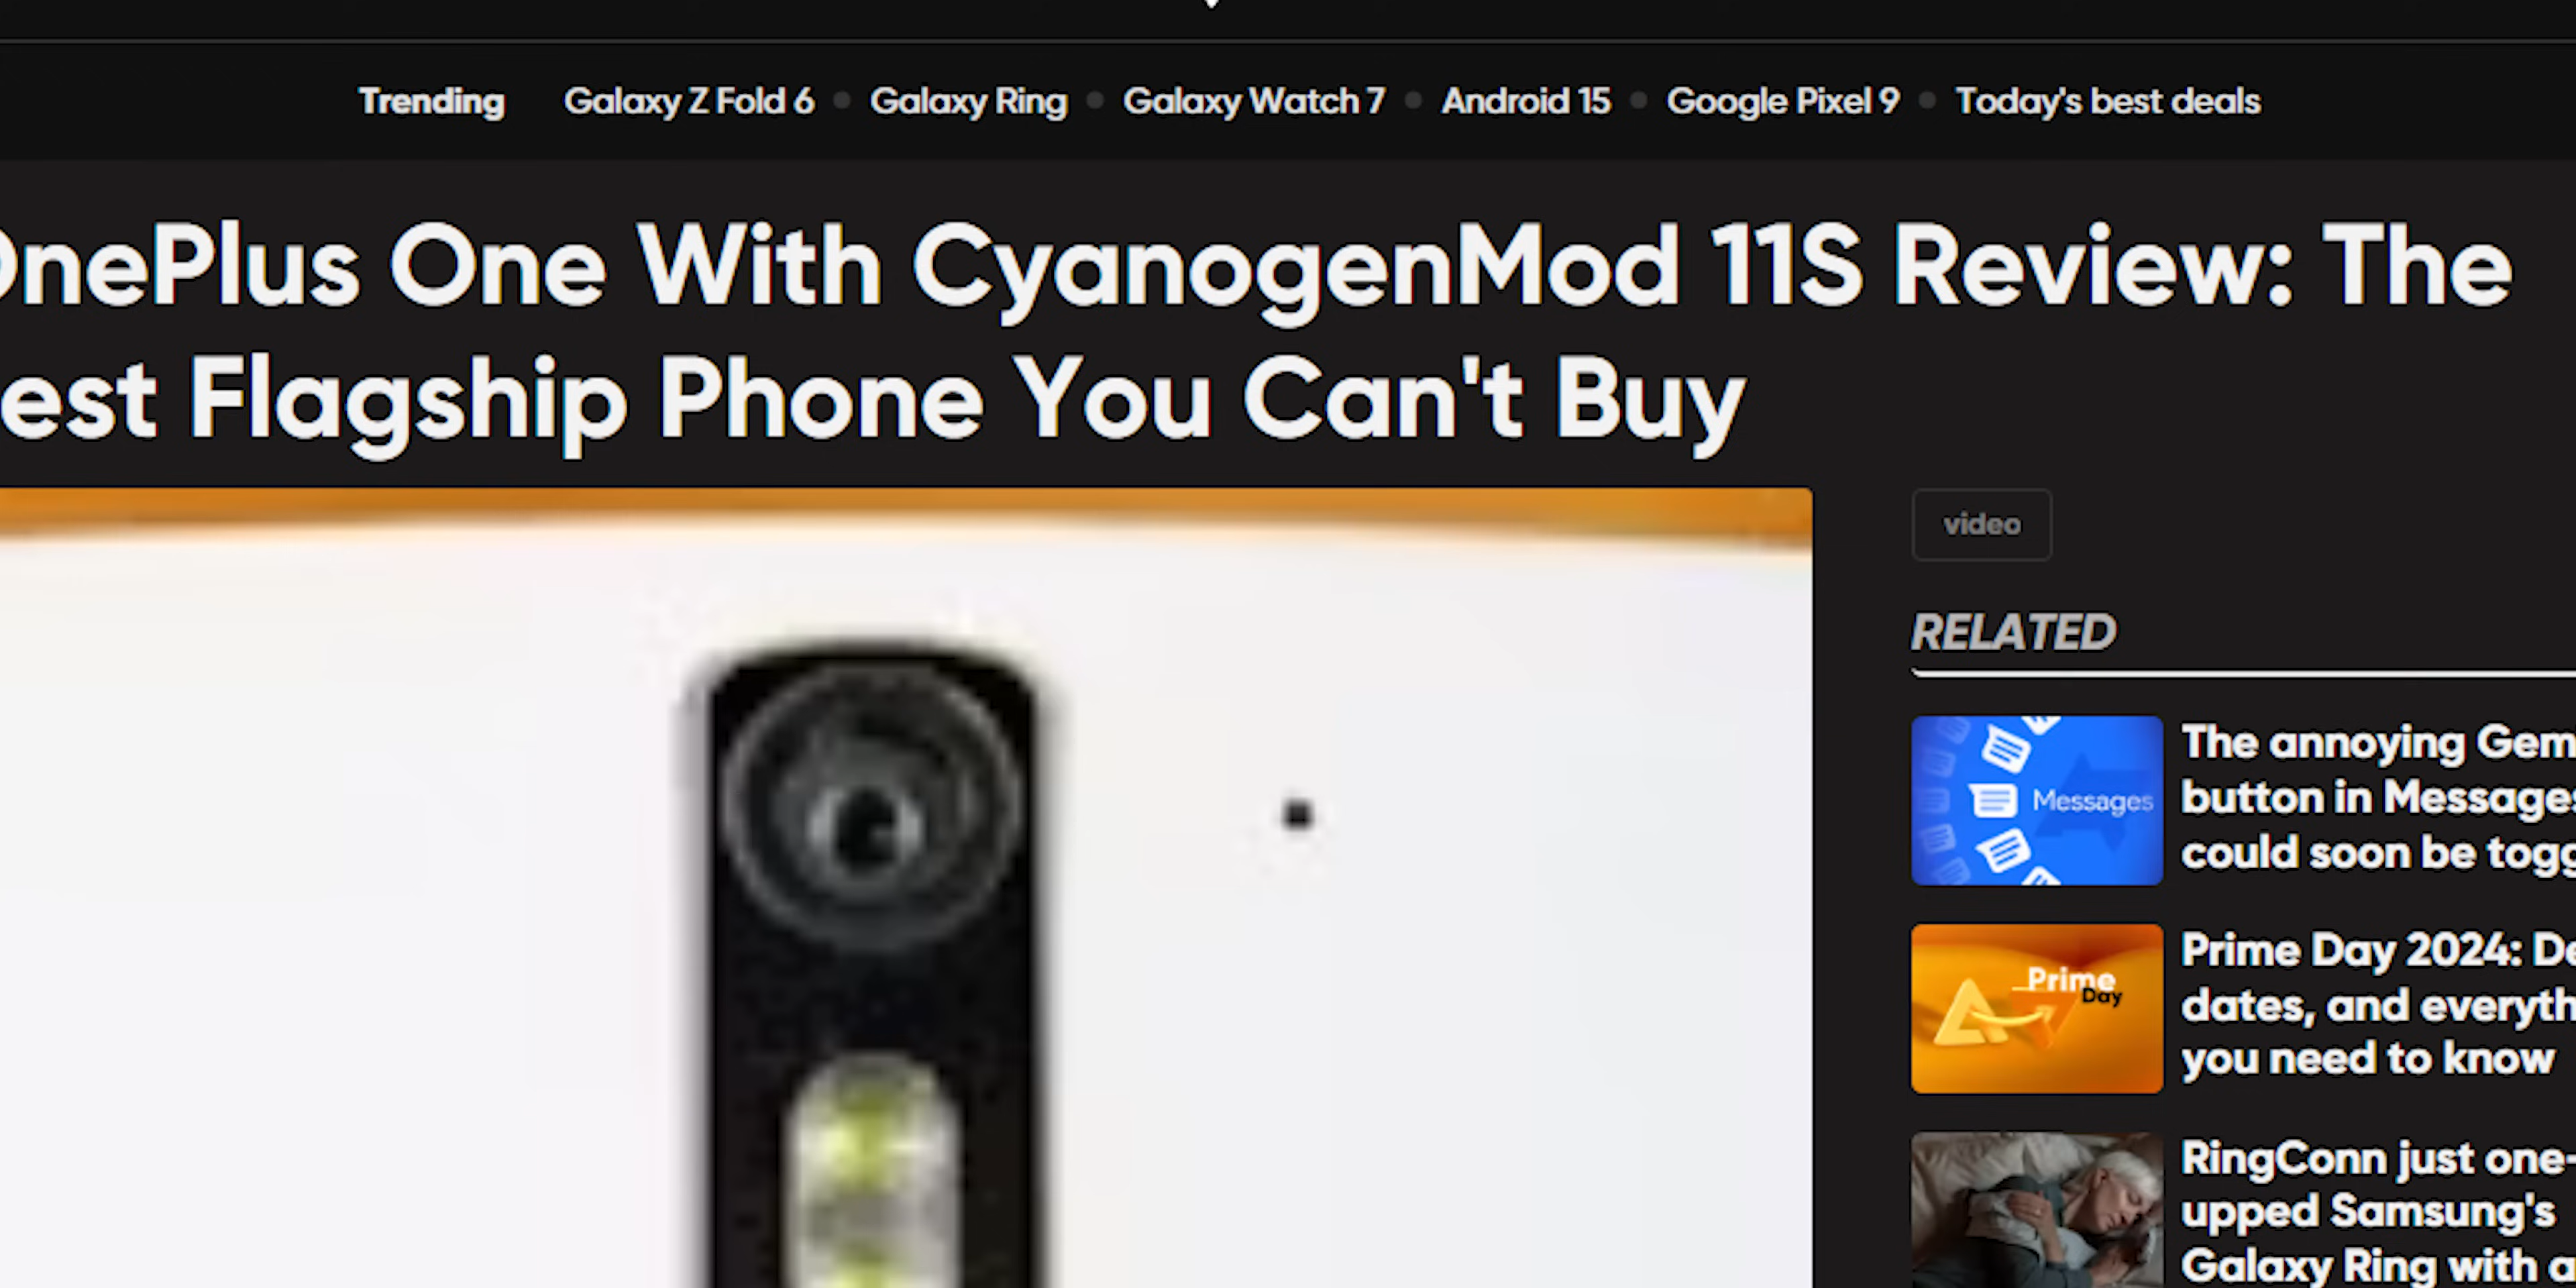 Trending Galaxy Z Fold 6 Galaxy Ring Galaxy Watch 7 Android 15 Google Pixel 9 Today's best deals
OnePlus One With CyanogenMod 11S Review: The
est Flagship Phone You Can't Buy
video
RELATED
Messages
The annoying Gem
button in Messages
could soon be togg
Prime
Day
Prime Day 2024: De
dates, and everyth
you need to know
RingConn just one-
upped Samsung's
Galaxy Ring with a